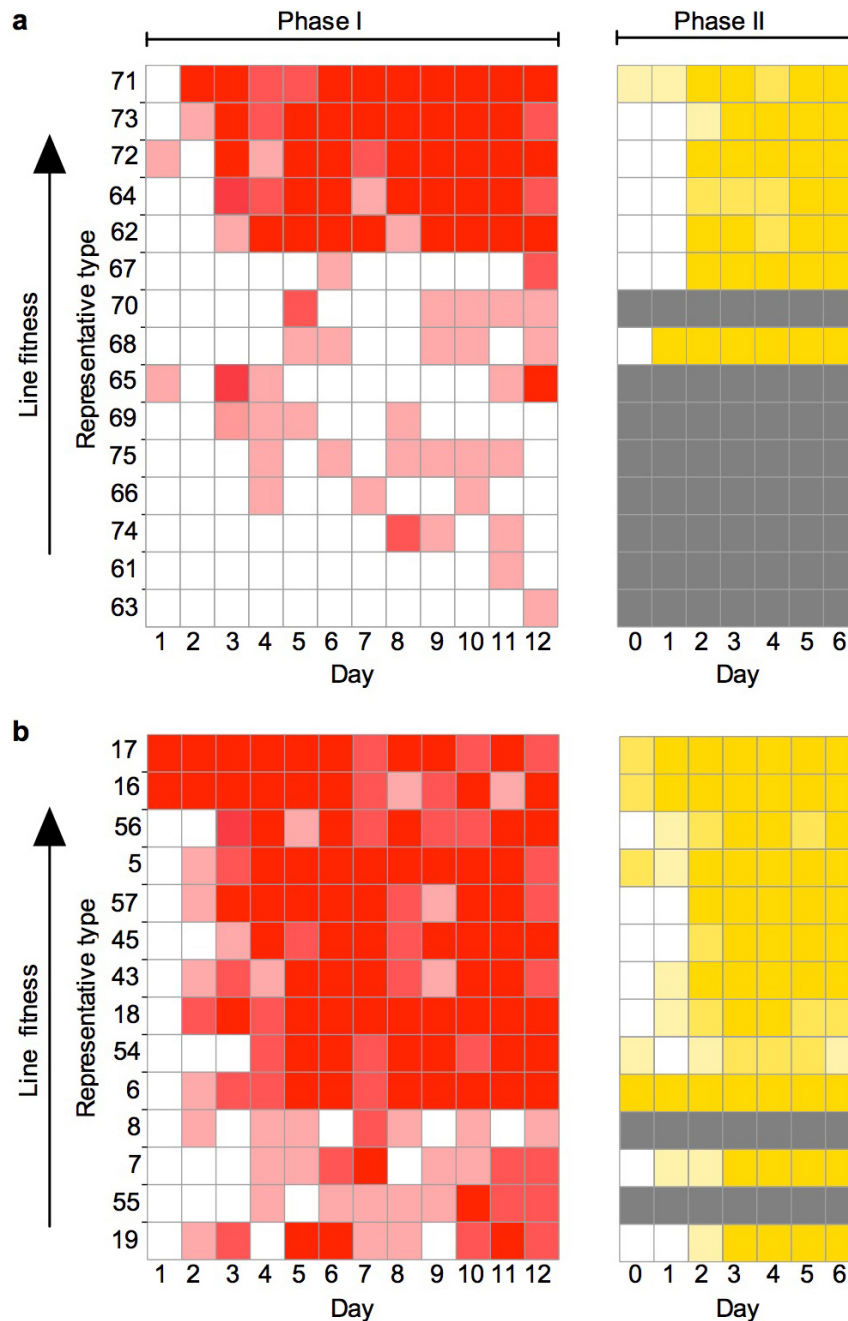 a
Phase I
Phase II
Line fitness
Representative type
71
73
72
64
62
67
70
68
65
69
75
66
74
61
63
1 2 3 4 5 6 7 8 9 10 11 12
Day
0 1 2 3 4 5 6
Day
b
Line fitness
Representative type
17
16
56
5
57
45
43
18
54
6
8
7
55
19
1 2 3 4 5 6 7 8 9 10 11 12
Day
0 1 2 3 4 5 6
Day